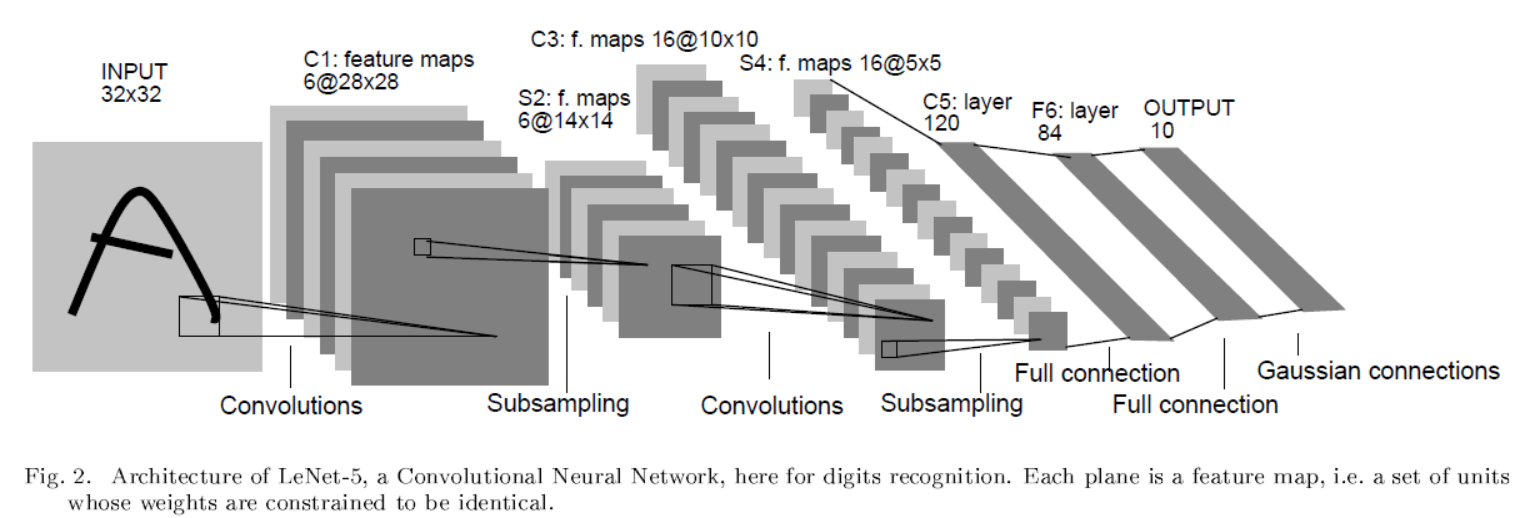 INPUT
32x32
C1: feature maps
6@28x28
S2: f. maps
6@14x14
C3: f. maps 16@10x10
S4: f. maps 16@5x5
C5: layer
120
F6: layer
84
OUTPUT
10
Convolutions
Subsampling
Convolutions
Subsampling
Full connection
Full connection
Gaussian connections
Fig. 2. Architecture of LeNet-5, a Convolutional Neural Network, here for digits recognition. Each plane is a feature map, i.e. a set of units
whose weights are constrained to be identical.